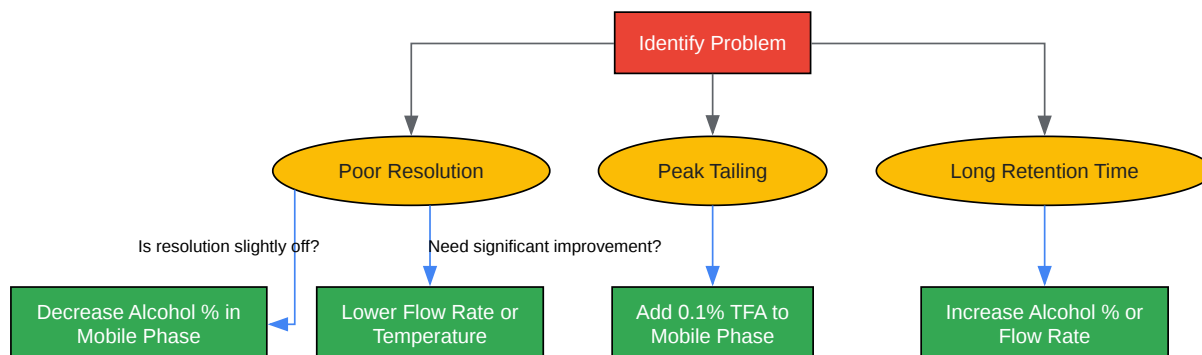 Identify Problem
Poor Resolution
Peak Tailing
Long Retention Time
Is resolution slightly off?
Need significant improvement?
Decrease Alcohol % in
Mobile Phase
Lower Flow Rate or
Temperature
Add 0.1% TFA to
Mobile Phase
Increase Alcohol % or
Flow Rate